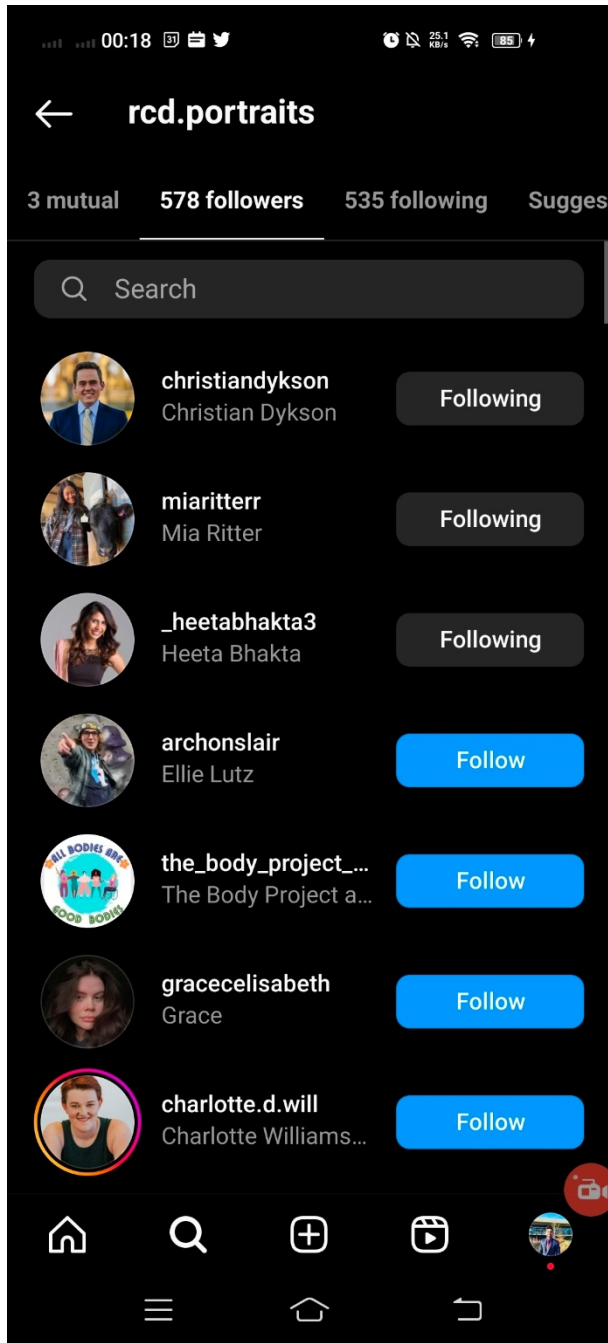 00:18 31 25.1 KB/s 85
rcd.portraits
3 mutual 578 followers 535 following Sugges
Search
christiandykson
Christian Dykson
Following
miaritterr
Mia Ritter
Following
_heetabhakta3
Heeta Bhakta
Following
archonslair
Ellie Lutz
Follow
ALL BODIES ARE
GOOD BODIES
the_body_project_...
The Body Project a...
Follow
gracecelisabeth
Grace
Follow
charlotte.d.will
Charlotte Williams...
Follow